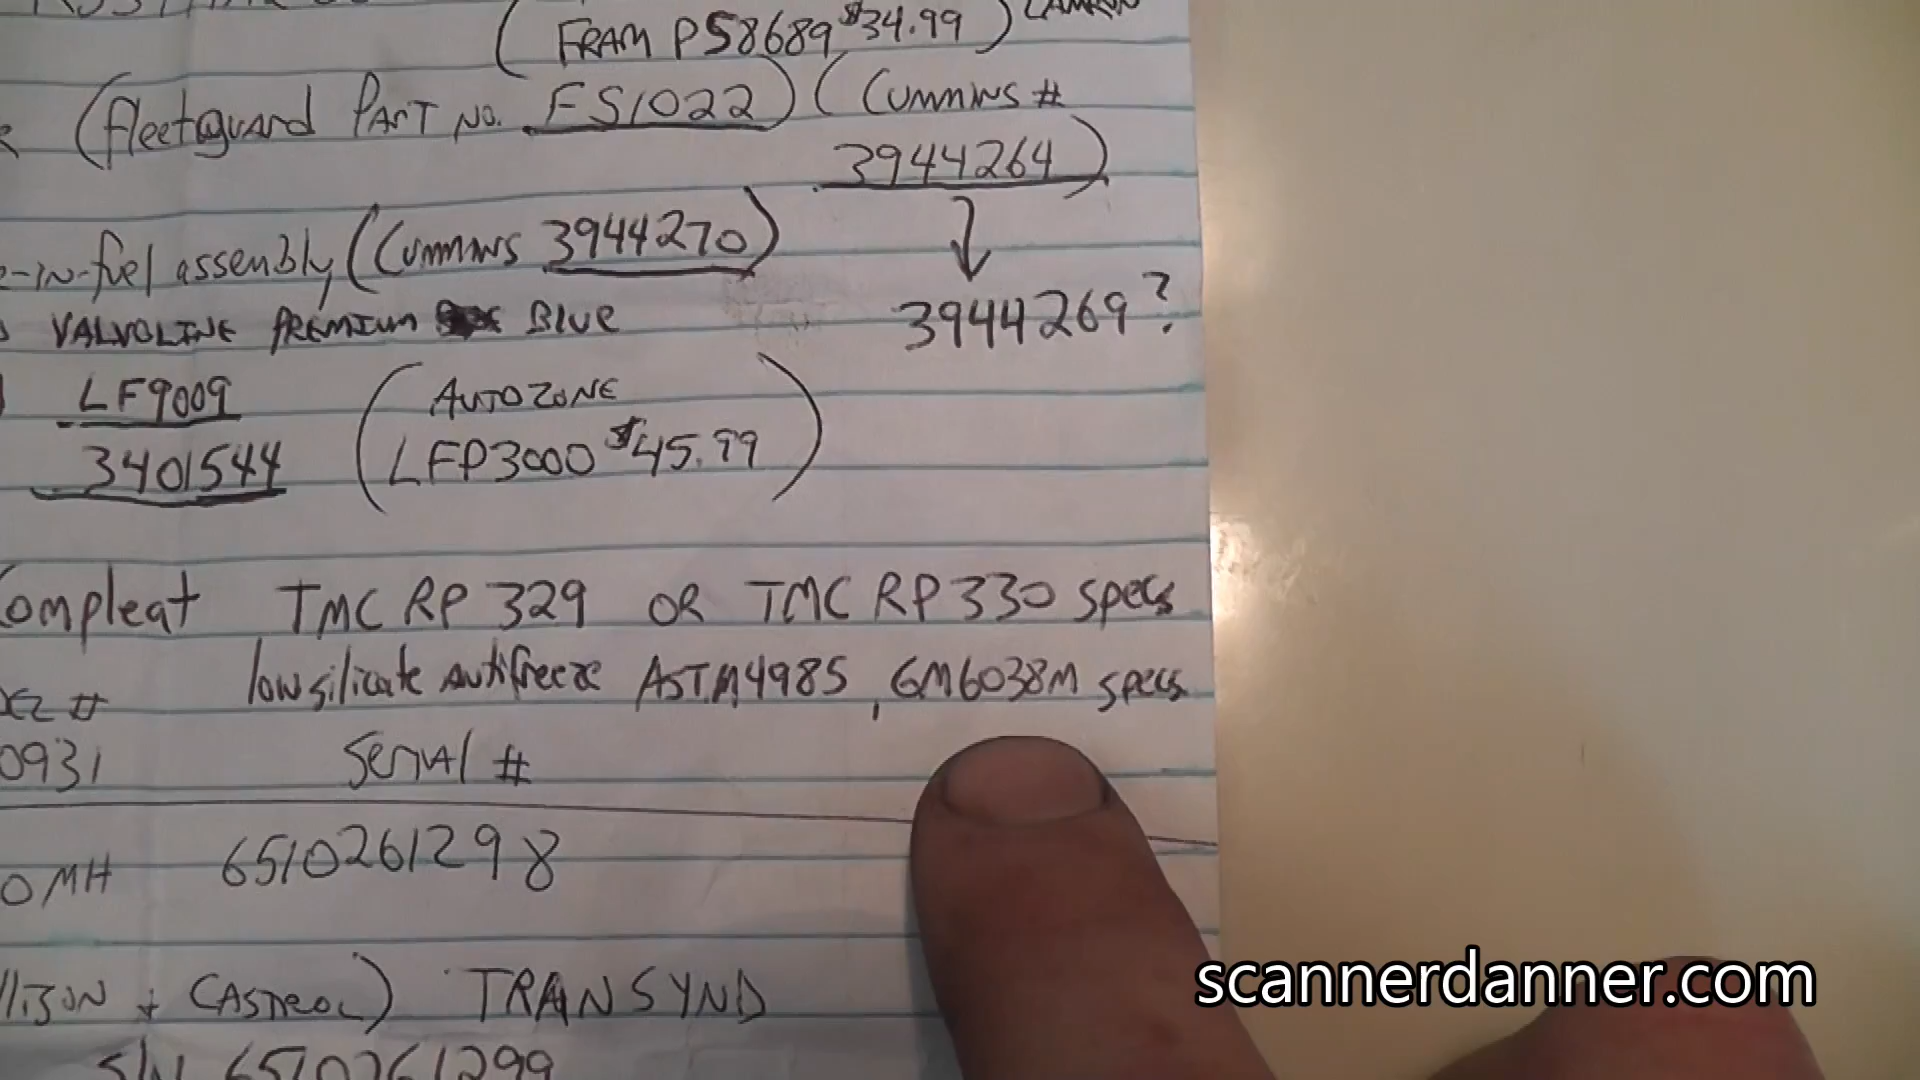 (FRAM PS8689 $34.99)
(fleetguard PART NO. FS1022) (Cummins #
3944264)
-in-fuel assembly (Cummins 3944270)
3944269?
VALVOLINE PREMIUM Blue
LF9009 (AUTOZONE
3401544 LFP3000 $45.99)
Compleat TMC RP 329 OR TMC RP 330 specs
low silicate antifreeze ASTM4985, GM6038M specs
#
0931 Serial #
OMH 6510261298
+ CASTROL) TRANSYND
S/N 6510261299
scannerdanner.com